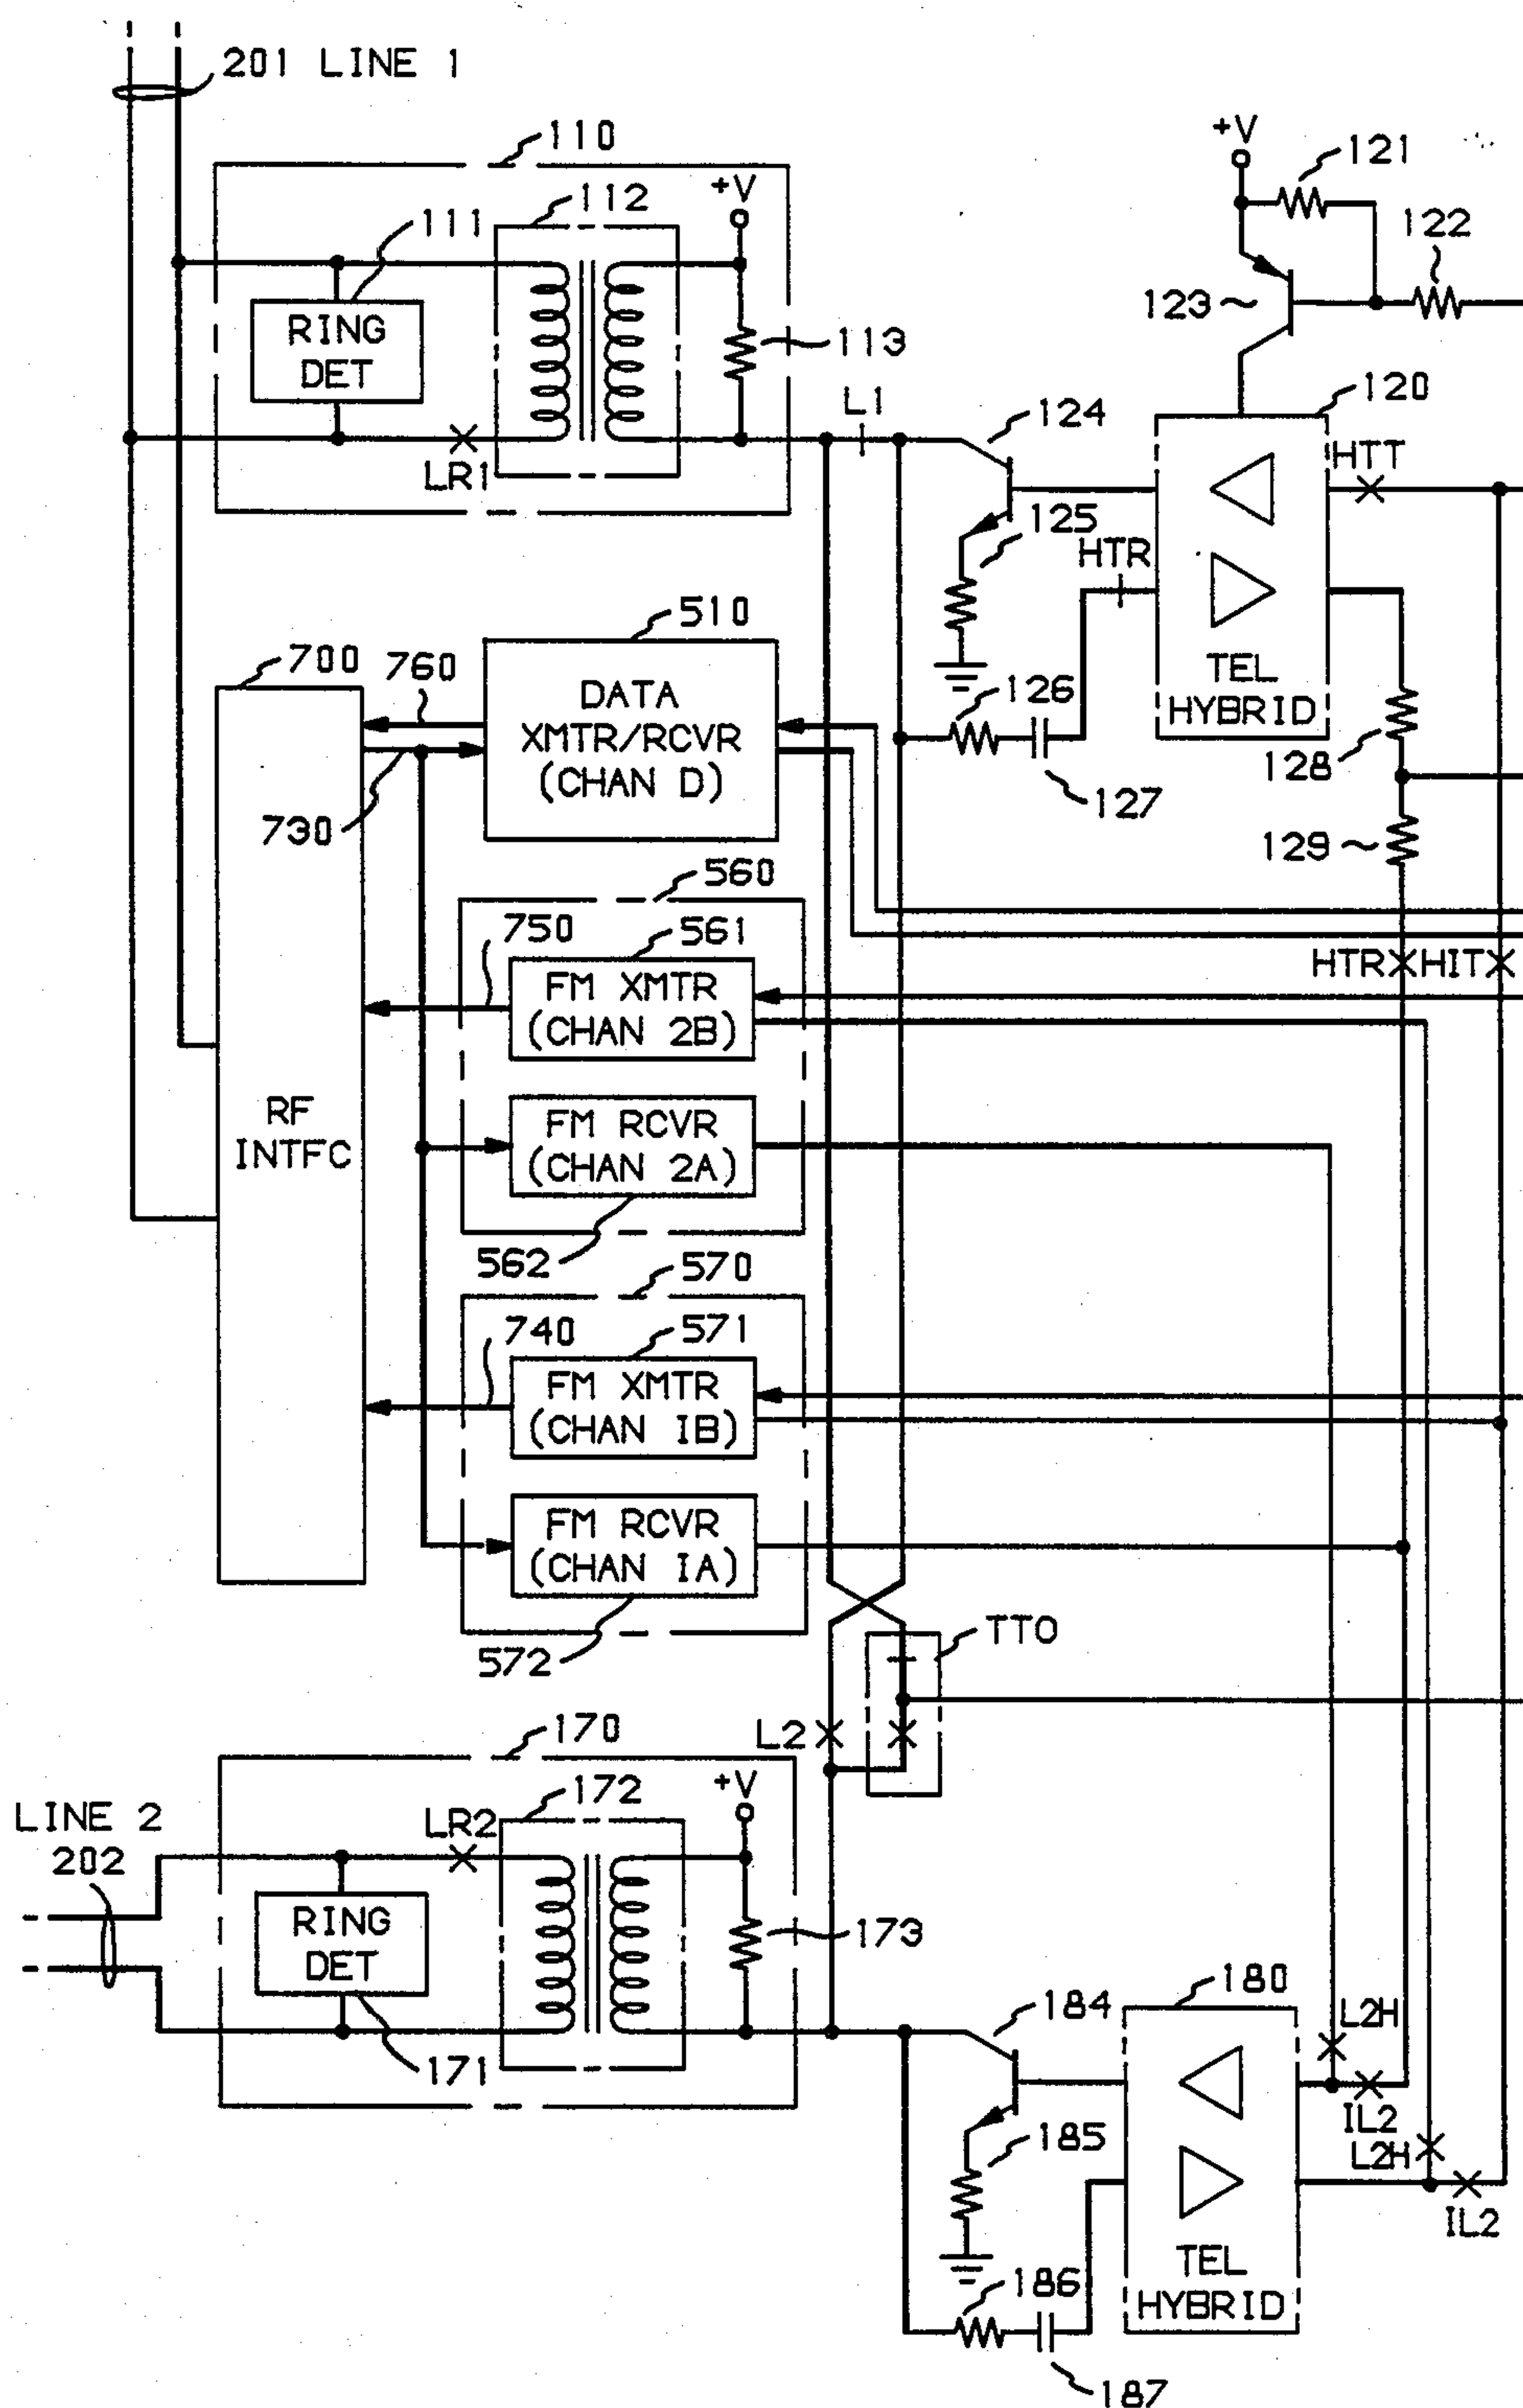 201 LINE 1
110
+V
121
+V
112
111
122
123
RING
DET
113
L1
124
120
LR1
HTT
125
HTR
510
700
760
TEL
HYBRID
126
DATA
XMTR/RCVR
(CHAN D)
128
127
730
129
560
750
561
HTR
HIT
FM XMTR
(CHAN 2B)
RF
INTFC
FM RCVR
(CHAN 2A)
562
570
740
571
FM XMTR
(CHAN IB)
FM RCVR
(CHAN IA)
572
TTO
170
L2
+V
172
LINE 2
202
LR2
RING
DET
173
171
184
180
L2H
IL2
185
L2H
IL2
TEL
HYBRID
186
187